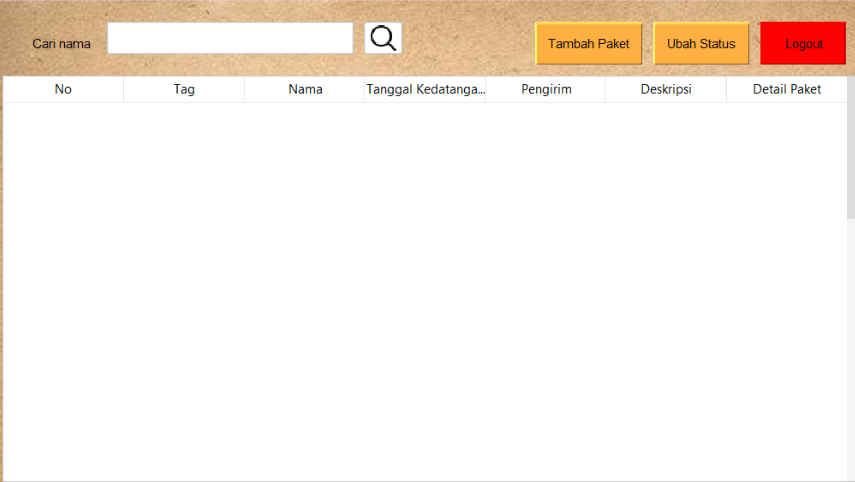 Cari nama Tambah Paket Ubah Status Logout
No Tag Nama Tanggal Kedatanga... Pengirim Deskripsi Detail Paket